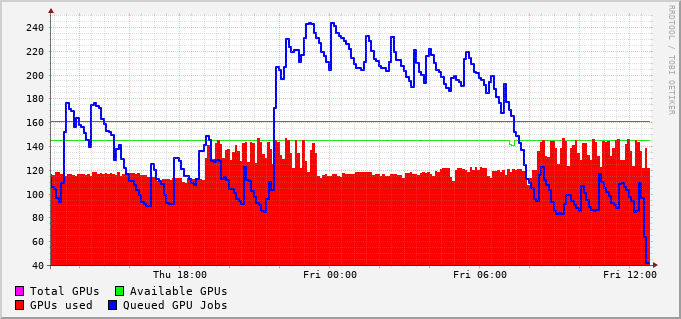 240
220
200
180
160
140
120
100
80
60
40
Thu 18:00 Fri 00:00 Fri 06:00 Fri 12:00
Total GPUs Available GPUs
GPUs used Queued GPU Jobs
RRDTOOL / TOBI OETIKER